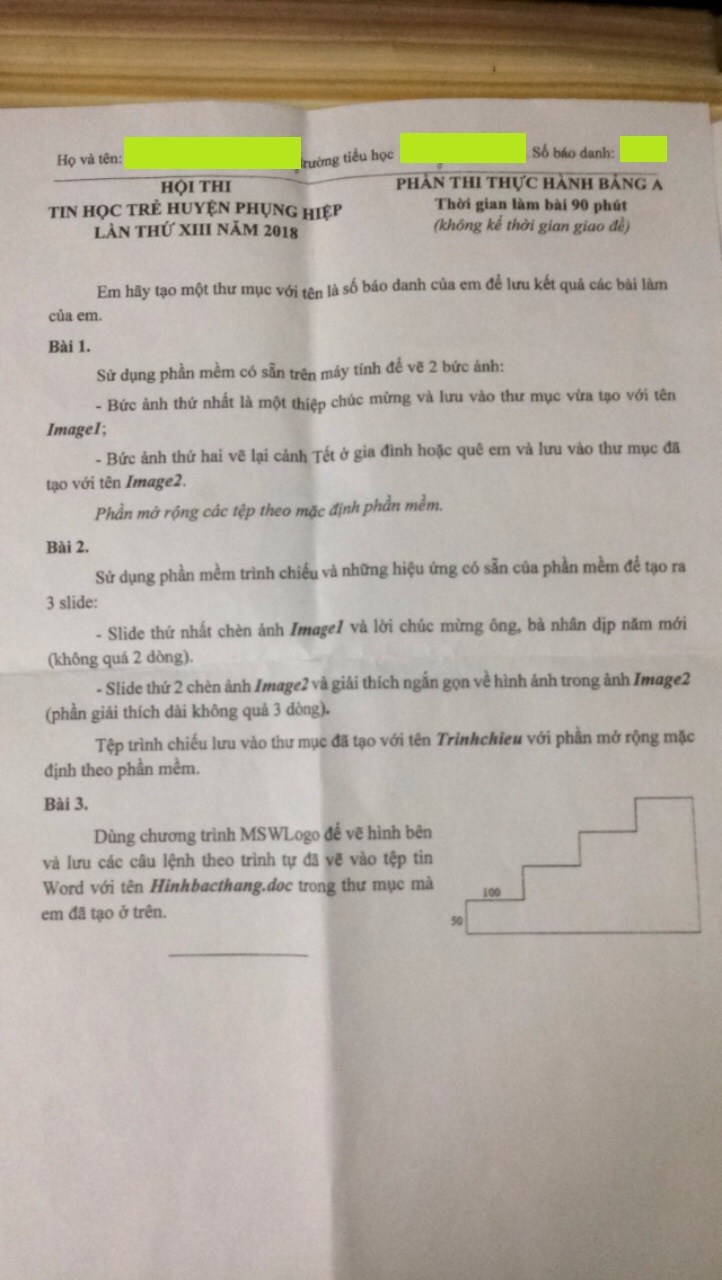 Họ và tên: Trường tiểu học Số báo danh:
HỘI THI
TIN HỌC TRẺ HUYỆN PHỤNG HIỆP
LẦN THỨ XIII NĂM 2018
PHẦN THI THỰC HÀNH BẢNG A
Thời gian làm bài 90 phút
(không kể thời gian giao đề)
Em hãy tạo một thư mục với tên là số báo danh của em để lưu kết quả các bài làm
của em.
Bài 1.
Sử dụng phần mềm có sẵn trên máy tính để vẽ 2 bức ảnh:
- Bức ảnh thứ nhất là một thiệp chúc mừng và lưu vào thư mục vừa tạo với tên
Image1;
- Bức ảnh thứ hai vẽ lại cảnh Tết ở gia đình hoặc quê em và lưu vào thư mục đã
tạo với tên Image2.
Phần mở rộng các tệp theo mặc định phần mềm.
Bài 2.
Sử dụng phần mềm trình chiếu và những hiệu ứng có sẵn của phần mềm để tạo ra
3 slide:
- Slide thứ nhất chèn ảnh Image1 và lời chúc mừng ông, bà nhân dịp năm mới
(không quá 2 dòng).
- Slide thứ 2 chèn ảnh Image2 và giải thích ngắn gọn về hình ảnh trong ảnh Image2
(phần giải thích dài không quá 3 dòng).
Tệp trình chiếu lưu vào thư mục đã tạo với tên Trinhchieu với phần mở rộng mặc
định theo phần mềm.
Bài 3.
Dùng chương trình MSWLogo để vẽ hình bên
và lưu các câu lệnh theo trình tự đã vẽ vào tệp tin
Word với tên Hinhbacthang.doc trong thư mục mà
em đã tạo ở trên.
100
50